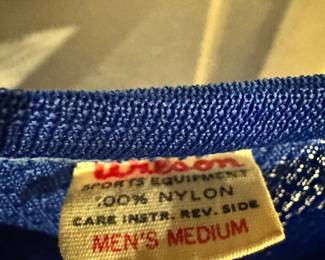 Wilson
SPORTS EQUIPMENT
100% NYLON
CARE INSTR. REV. SIDE
MEN'S MEDIUM